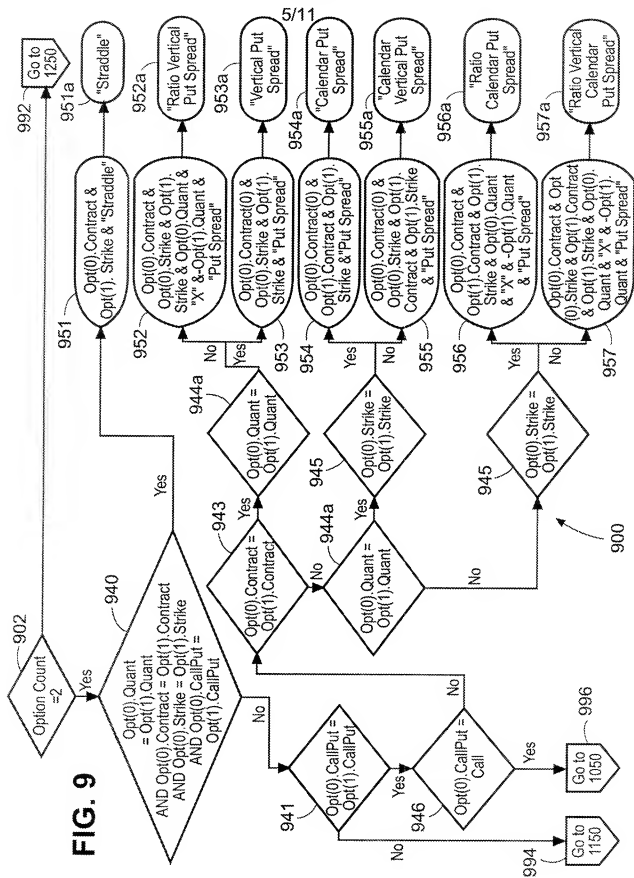 5/11
FIG. 9
902
Option Count
=2
992
Go to
1250
Yes
940
Opt(0).Quant
= Opt(1).Quant
AND Opt(0).Contract = Opt(1).Contract
AND Opt(0).Strike = Opt(1).Strike
AND Opt(0).CallPut =
Opt(1).CallPut
Yes
951
Opt(0).Contract &
Opt(1). Strike & "Straddle"
951a
"Straddle"
No
941
Opt(0).CallPut =
Opt(1).CallPut
No
994
Go to
1150
Yes
946
Opt(0).CallPut =
Call
Yes
996
Go to
1050
No
943
Opt(0).Contract =
Opt(1).Contract
Yes
944a
Opt(0).Quant =
Opt(1).Quant
No
952
Opt(0).Contract &
Opt(0).Strike & Opt(1).
Strike & Opt(0).Quant &
"X" &-Opt(1).Quant &
"Put Spread"
952a
"Ratio Vertical
Put Spread"
Yes
953
Opt(0).Contract(0) &
Opt(0).Strike & Opt(1).
Strike & "Put Spread"
953a
"Vertical Put
Spread"
No
944a
Opt(0).Quant =
Opt(1).Quant
Yes
945
Opt(0).Strike =
Opt(1).Strike
Yes
954
Opt(0).Contract(0) &
Opt(1).Contract & Opt(1).
Strike &"Put Spread"
954a
"Calendar Put
Spread"
No
955
Opt(0).Contract(0) &
Opt(0).Strike & Opt(1).
Contract & Opt(1).Strike
& "Put Spread"
955a
"Calendar
Vertical Put
Spread"
No
945
Opt(0).Strike =
Opt(1).Strike
Yes
956
Opt(0).Contract &
Opt(1).Contract & Opt(1).
Strike & Opt(0).Quant
& "X" & -Opt(1).Quant
& "Put Spread"
956a
"Ratio
Calendar Put
Spread"
No
957
Opt(0).Contract & Opt
(0).Strike & Opt(1).Contract
& Opt(1).Strike & Opt(0).
Quant & "X" & -Opt(1).
Quant & "Put Spread"
957a
"Ratio Vertical
Calendar
Put Spread"
900